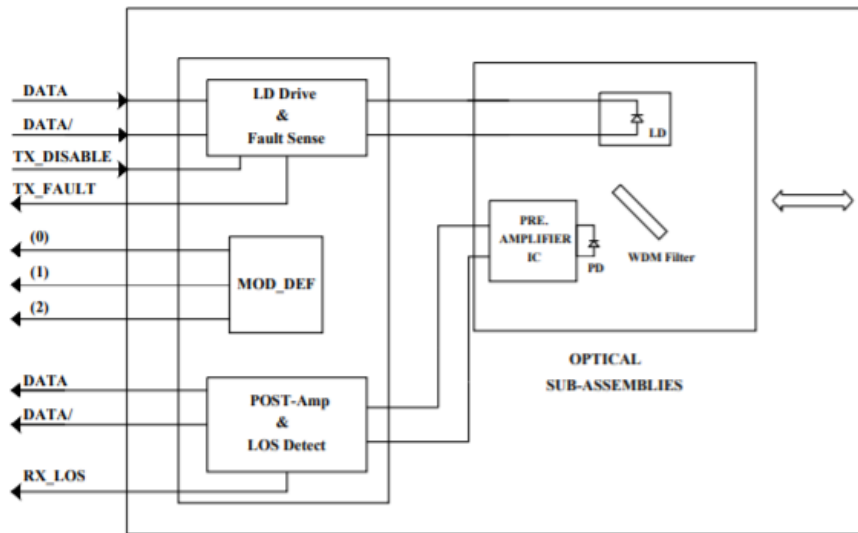 DATA
DATA/
TX_DISABLE
TX_FAULT
(0)
(1)
(2)
DATA
DATA/
RX_LOS
LD Drive
&
Fault Sense
MOD_DEF
POST-Amp
&
LOS Detect
LD
PRE.
AMPLIFIER
IC
PD
WDM Filter
OPTICAL
SUB-ASSEMBLIES